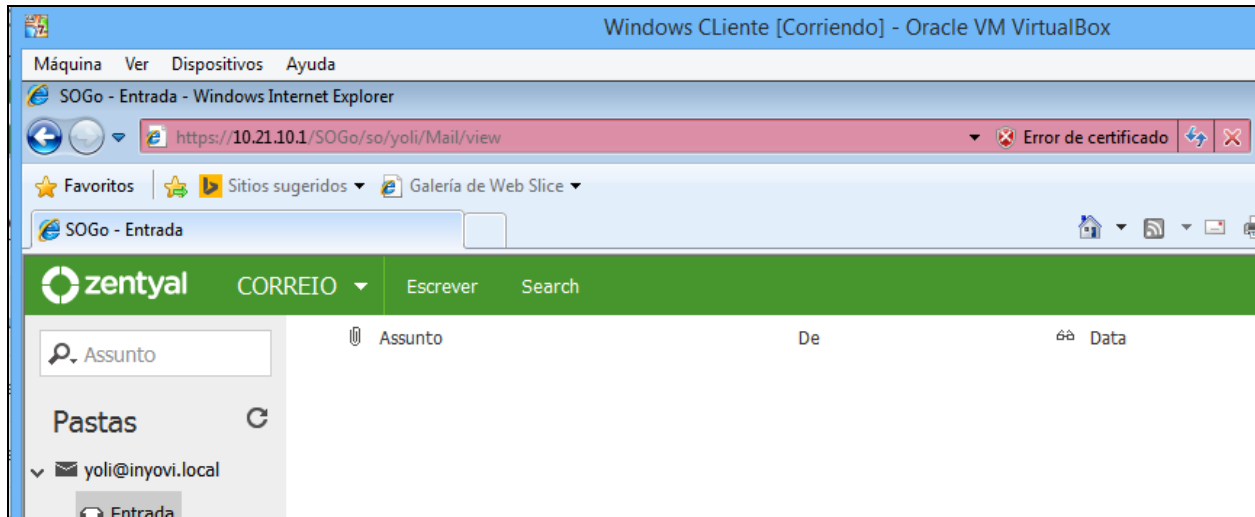 Windows CLiente [Corriendo] - Oracle VM VirtualBox
Máquina Ver Dispositivos Ayuda
SOGo - Entrada - Windows Internet Explorer
https://10.21.10.1/SOGo/so/yoli/Mail/view Error de certificado
Favoritos Sitios sugeridos Galería de Web Slice
SOGo - Entrada
zentyal CORREIO Escrever Search
Assunto Assunto De Data
Pastas
yoli@inyovi.local
Entrada